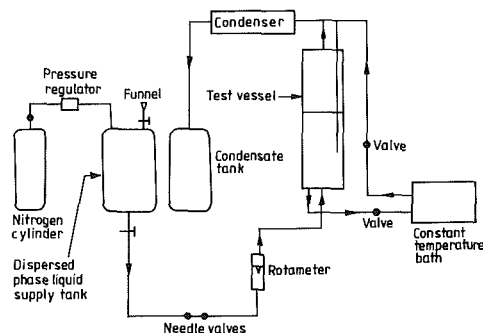 Condenser
Pressure
regulator
Funnel
Test vessel
Condensate
tank
Valve
Nitrogen
cylinder
Valve
Constant
temperature
bath
Dispersed
phase liquid
supply tank
Rotameter
Needle valves